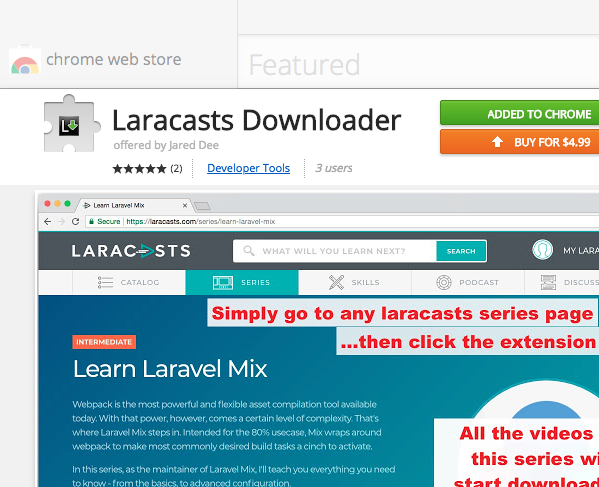 chrome web store
Featured
Laracasts Downloader
offered by Jared Dee
(2) Developer Tools 3 users
ADDED TO CHROME
BUY FOR $4.99
Learn Laravel Mix
Secure https://laracasts.com/series/learn-laravel-mix
LARACASTS
WHAT WILL YOU LEARN NEXT?
SEARCH
MY LARA
CATALOG
SERIES
SKILLS
PODCAST
DISCUSS
Simply go to any laracasts series page
...then click the extension
INTERMEDIATE
Learn Laravel Mix
Webpack is the most powerful and flexible asset compilation tool available
today. With that power, however, comes a certain level of complexity. That's
where Laravel Mix steps in. Intended for the 80% usecase, Mix wraps around
webpack to make most commonly desired build tasks a cinch to activate.
In this series, as the maintainer of Laravel Mix, I'll teach you everything you need
to know - from the basics, to advanced configuration.
All the videos
this series wi
start download